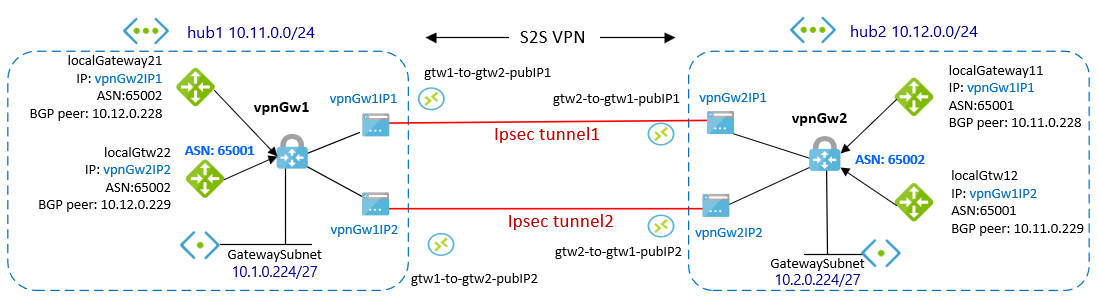 hub1 10.11.0.0/24
S2S VPN
hub2 10.12.0.0/24
localGateway21
IP: vpnGw2IP1
ASN:65002
BGP peer: 10.12.0.228
vpnGw1
vpnGw1IP1
gtw1-to-gtw2-pubIP1
gtw2-to-gtw1-pubIP1
Ipsec tunnel1
vpnGw2IP1
vpnGw2
localGateway11
IP: vpnGw1IP1
ASN:65001
BGP peer: 10.11.0.228
localGtw22
IP: vpnGw2IP2
ASN:65002
BGP peer: 10.12.0.229
ASN: 65001
ASN: 65002
localGtw12
IP: vpnGw1IP2
ASN:65001
BGP peer: 10.11.0.229
vpnGw1IP2
Ipsec tunnel2
vpnGw2IP2
gtw2-to-gtw1-pubIP2
gtw1-to-gtw2-pubIP2
GatewaySubnet
10.1.0.224/27
GatewaySubnet
10.2.0.224/27